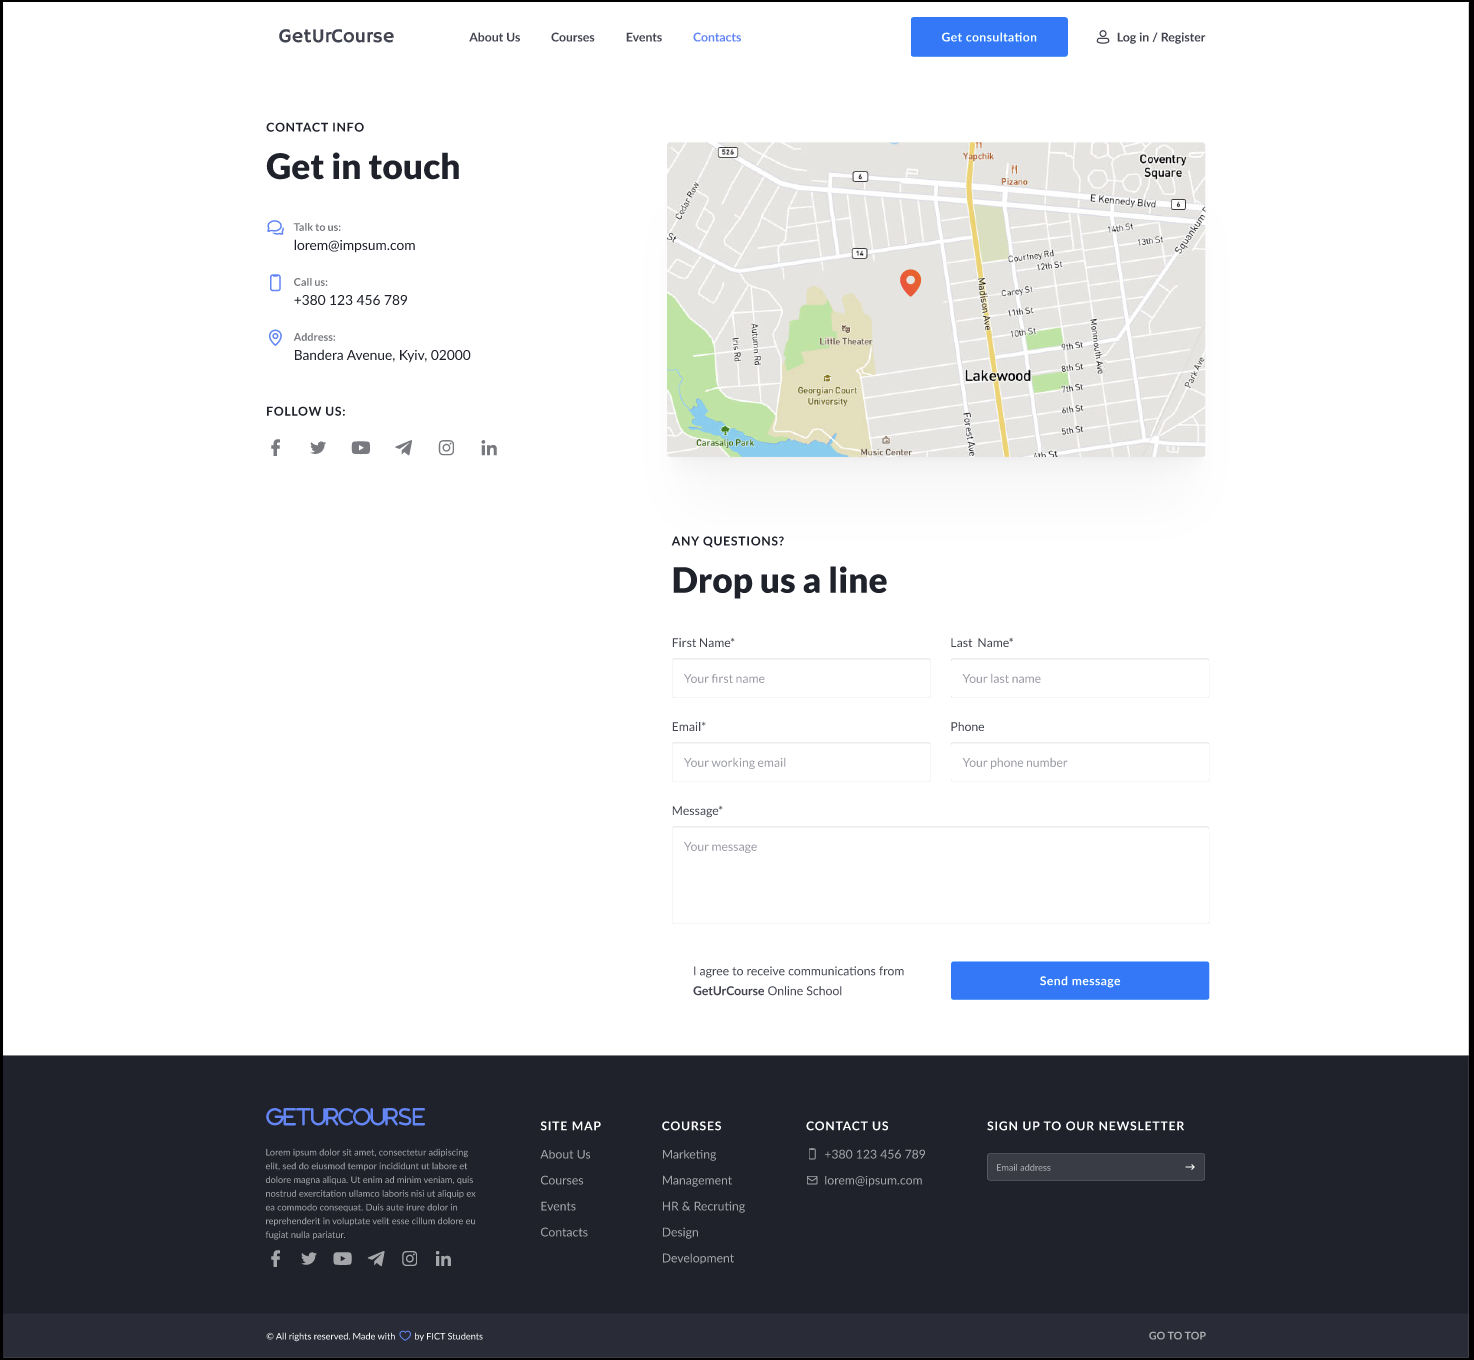 GetUrCourse
About Us
Courses
Events
Contacts
Get consultation
Log in / Register
CONTACT INFO
Get in touch
Talk to us:
lorem@impsum.com
Call us:
+380 123 456 789
Address:
Bandera Avenue, Kyiv, 02000
FOLLOW US:
526
Yapchik
Pizano
Coventry
Square
6
E Kennedy Blvd
6
Cedar Row
St
14
14th St
13th St
Squankum
Courtney Rd
12th St
Madison Ave
Carey St
11th St
10th St
Monmouth Ave
9th St
8th St
7th St
6th St
5th St
4th St
Park Ave
Iris Rd
Autumn Rd
Little Theater
Georgian Court
University
Lakewood
Forest Ave
Carasaljo Park
Music Center
ANY QUESTIONS?
Drop us a line
First Name*
Last Name*
Your first name
Your last name
Email*
Phone
Your working email
Your phone number
Message*
Your message
I agree to receive communications from
GetUrCourse Online School
Send message
GETURCOURSE
Lorem ipsum dolor sit amet, consectetur adipiscing
elit, sed do eiusmod tempor incididunt ut labore et
dolore magna aliqua. Ut enim ad minim veniam, quis
nostrud exercitation ullamco laboris nisi ut aliquip ex
ea commodo consequat. Duis aute irure dolor in
reprehenderit in voluptate velit esse cillum dolore eu
fugiat nulla pariatur.
SITE MAP
About Us
Courses
Events
Contacts
COURSES
Marketing
Management
HR & Recruting
Design
Development
CONTACT US
+380 123 456 789
lorem@ipsum.com
SIGN UP TO OUR NEWSLETTER
Email address
© All rights reserved. Made with by FICT Students
GO TO TOP